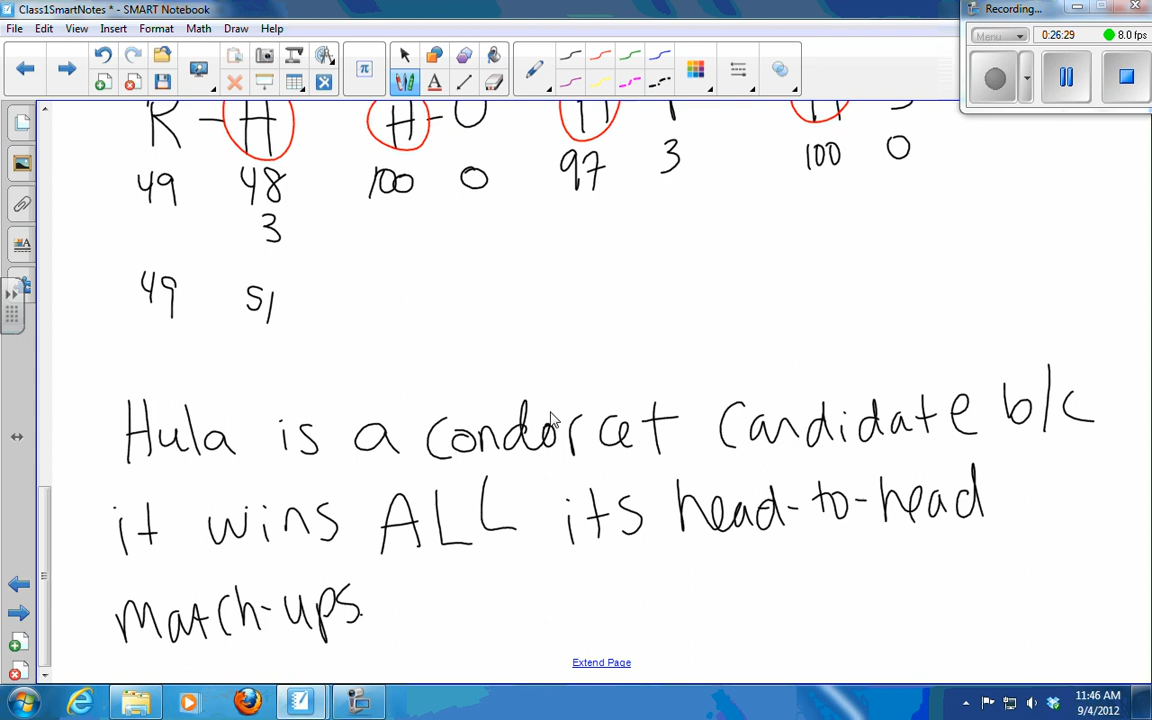 Class1SmartNotes * - SMART Notebook
Recording...
File Edit View Insert Format Math Draw Help
Menu
00:26:29
8.0 fps
R - H H - U
49 48 100 0 97 3 100 0
3
49 51
Hula is a condorcet candidate b/c
it wins ALL its head-to-head
match-ups.
Extend Page
11:46 AM
9/4/2012